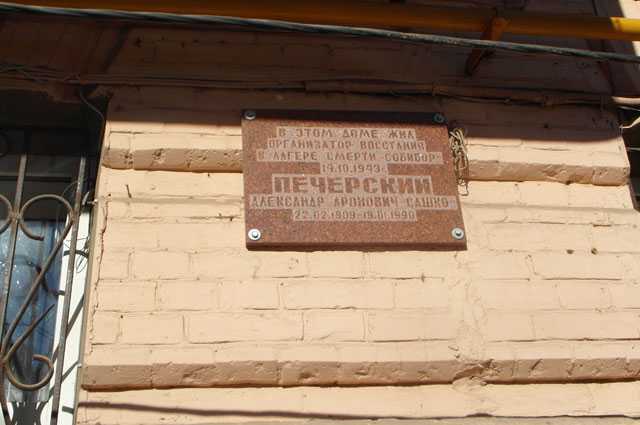 В ЭТОМ ДОМЕ ЖИЛ
ОРГАНИЗАТОР ВОССТАНИЯ
В «ЛАГЕРЕ СМЕРТИ СОБИБОР»
14.10.1943г.
ПЕЧЕРСКИЙ
АЛЕКСАНДР АРОНОВИЧ «САШКО»
22.02.1909-19.01.1990